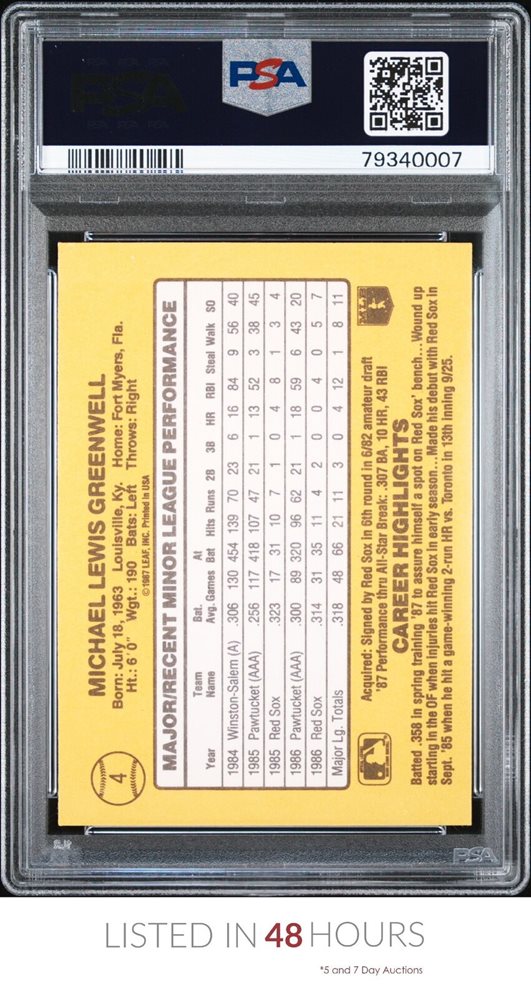 PSA
79340007
4
MICHAEL LEWIS GREENWELL
Born: July 18, 1963 Louisville, Ky. Home: Fort Myers, Fla.
Ht.: 6'0" Wgt.: 190 Bats: Left Throws: Right
©1987 LEAF, INC. Printed in USA
MAJOR/RECENT MINOR LEAGUE PERFORMANCE
Year Team Name Bat. Avg. Games At Bat Hits Runs 2B 3B HR RBI Steal Walk SO
1984 Winston-Salem (A) .306 130 454 139 70 23 6 16 84 9 56 40
1985 Pawtucket (AAA) .256 117 418 107 47 21 1 13 52 3 38 45
1985 Red Sox .323 17 31 10 7 1 0 4 8 1 3 4
1986 Pawtucket (AAA) .300 89 320 96 62 21 1 18 59 6 43 20
1986 Red Sox .314 31 35 11 4 2 0 0 4 0 5 7
Major Lg. Totals .318 48 66 21 11 3 0 4 12 1 8 11
Acquired: Signed by Red Sox in 6th round in 6/82 amateur draft
'87 Performance thru All-Star Break: .307 BA, 10 HR, 43 RBI
CAREER HIGHLIGHTS
Batted .358 in spring training '87 to assure himself a spot on Red Sox' bench...Wound up
starting in the OF when injuries hit Red Sox in early season...Made his debut with Red Sox in
Sept. '85 when he hit a game-winning 2-run HR vs. Toronto in 13th inning 9/25.
PSA
LISTED IN 48 HOURS
*5 and 7 Day Auctions